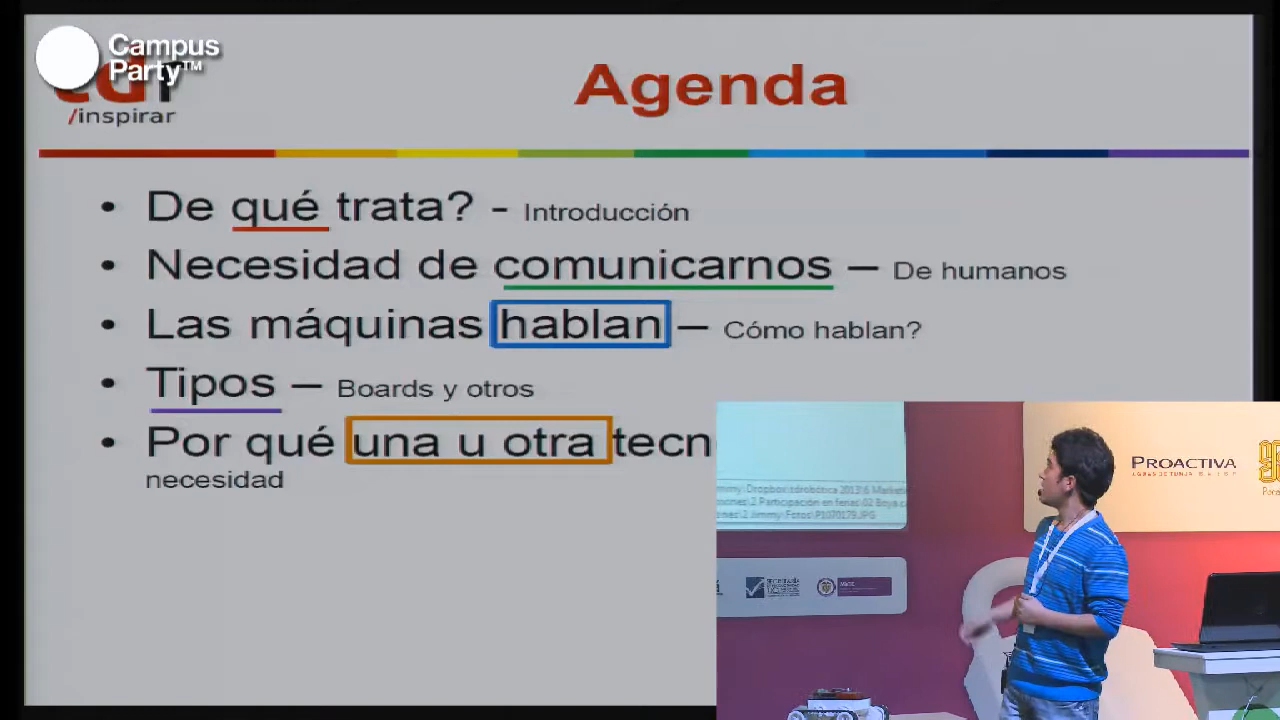 Campus
Party™
tdr
/inspirar
Agenda
• De qué trata? - Introducción
• Necesidad de comunicarnos – De humanos
• Las máquinas hablan – Cómo hablan?
• Tipos – Boards y otros
• Por qué una u otra tecn
necesidad
PROACTIVA